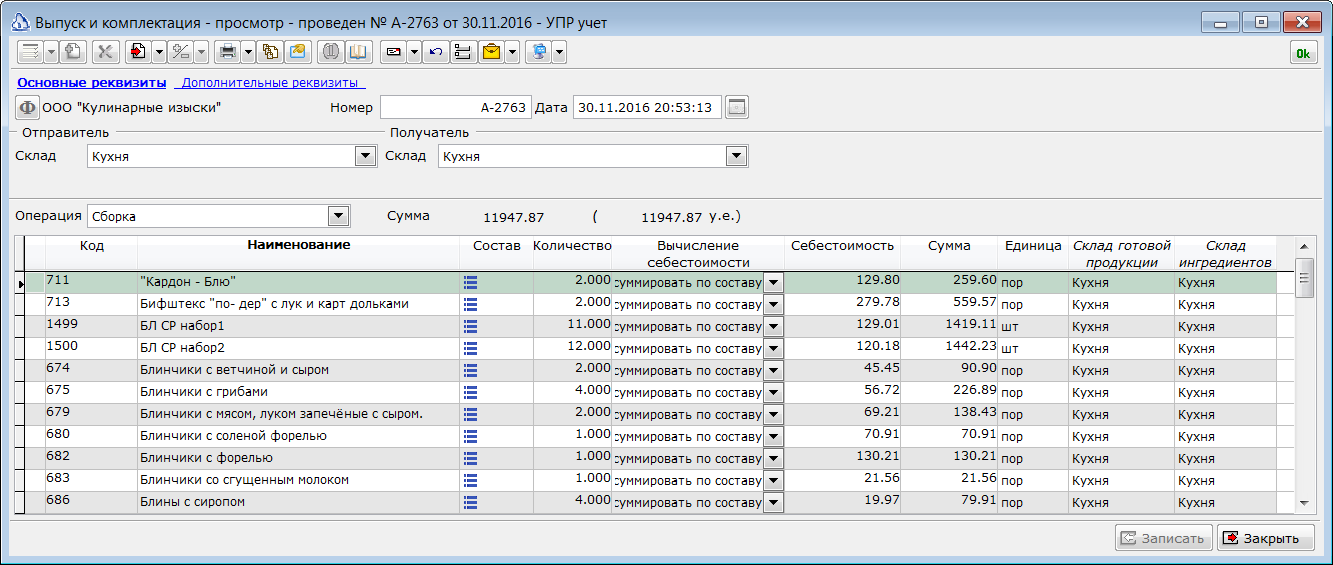 Выпуск и комплектация - просмотр - проведен № А-2763 от 30.11.2016 - УПР учет
Ok
Основные реквизиты Дополнительные реквизиты
Ф ООО "Кулинарные изыски" Номер А-2763 Дата 30.11.2016 20:53:13
Отправитель Получатель
Склад Кухня Склад Кухня
Операция Сборка Сумма 11947.87 ( 11947.87 у.е.)
Код Наименование Состав Количество Вычисление себестоимости Себестоимость Сумма Единица Склад готовой продукции Склад ингредиентов
711 "Кардон - Блю" 2.000 суммировать по составу 129.80 259.60 пор Кухня Кухня
713 Бифштекс "по- дер" с лук и карт дольками 2.000 суммировать по составу 279.78 559.57 пор Кухня Кухня
1499 БЛ СР набор1 11.000 суммировать по составу 129.01 1419.11 шт Кухня Кухня
1500 БЛ СР набор2 12.000 суммировать по составу 120.18 1442.23 шт Кухня Кухня
674 Блинчики с ветчиной и сыром 2.000 суммировать по составу 45.45 90.90 пор Кухня Кухня
675 Блинчики с грибами 4.000 суммировать по составу 56.72 226.89 пор Кухня Кухня
679 Блинчики с мясом, луком запечёные с сыром. 2.000 суммировать по составу 69.21 138.43 пор Кухня Кухня
680 Блинчики с соленой форелью 1.000 суммировать по составу 70.91 70.91 пор Кухня Кухня
682 Блинчики с форелью 1.000 суммировать по составу 130.21 130.21 пор Кухня Кухня
683 Блинчики со сгущенным молоком 1.000 суммировать по составу 21.56 21.56 пор Кухня Кухня
686 Блины с сиропом 4.000 суммировать по составу 19.97 79.91 пор Кухня Кухня
Записать Закрыть